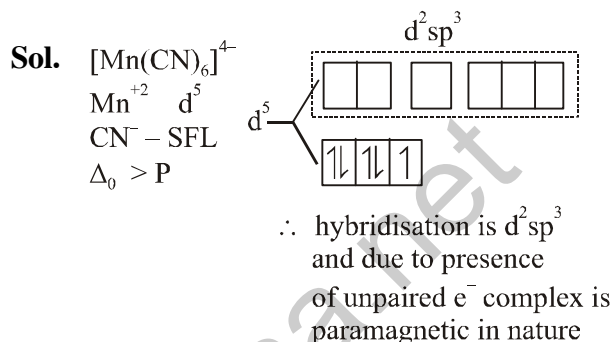 d²sp³
Sol. [Mn(CN)₆]⁴⁻
Mn⁺² d⁵
CN⁻ – SFL
Δ₀ > P
d⁵
⥮ ⥮ ↿
∴ hybridisation is d²sp³
and due to presence
of unpaired e⁻ complex is
paramagnetic in nature